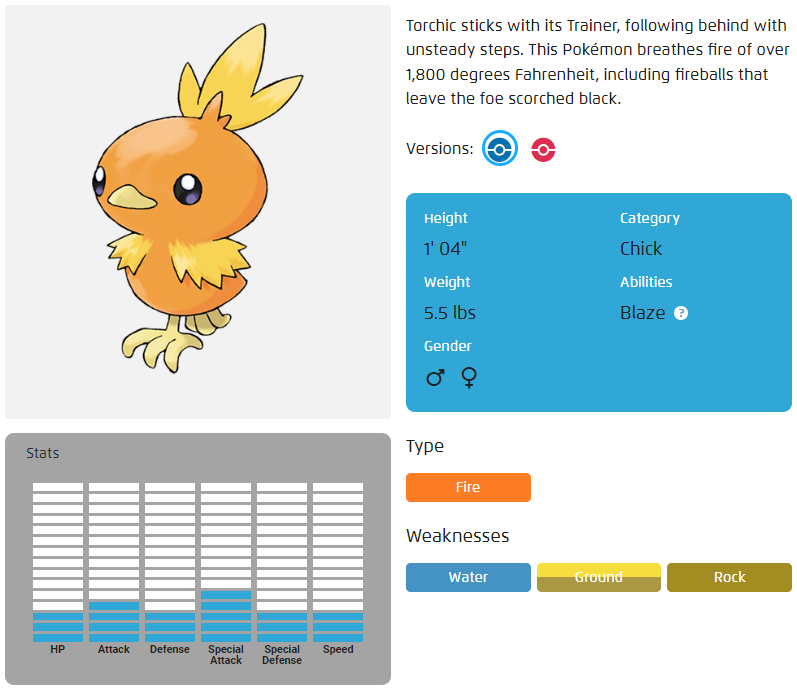 Torchic sticks with its Trainer, following behind with
unsteady steps. This Pokémon breathes fire of over
1,800 degrees Fahrenheit, including fireballs that
leave the foe scorched black.
Versions:
Height
1' 04"
Weight
5.5 lbs
Gender
♂ ♀
Category
Chick
Abilities
Blaze ?
Stats
HP
Attack
Defense
Special
Attack
Special
Defense
Speed
Type
Fire
Weaknesses
Water
Ground
Rock